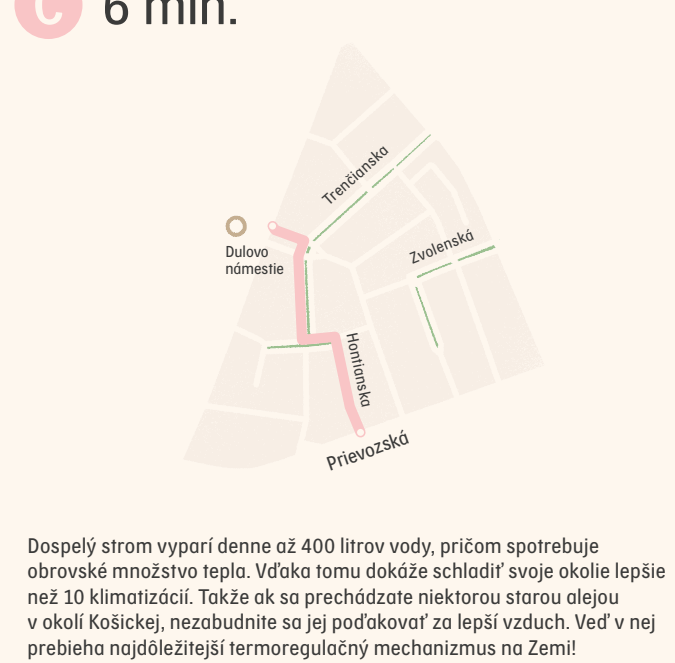 C 6 min.
Trenčianska
Zvolenská
Dulovo
námestie
Hontianska
Prievozská
Dospelý strom vyparí denne až 400 litrov vody, pričom spotrebuje
obrovské množstvo tepla. Vďaka tomu dokáže schladiť svoje okolie lepšie
než 10 klimatizácií. Takže ak sa prechádzate niektorou starou alejou
v okolí Košickej, nezabudnite sa jej poďakovať za lepší vzduch. Veď v nej
prebieha najdôležitejší termoregulačný mechanizmus na Zemi!